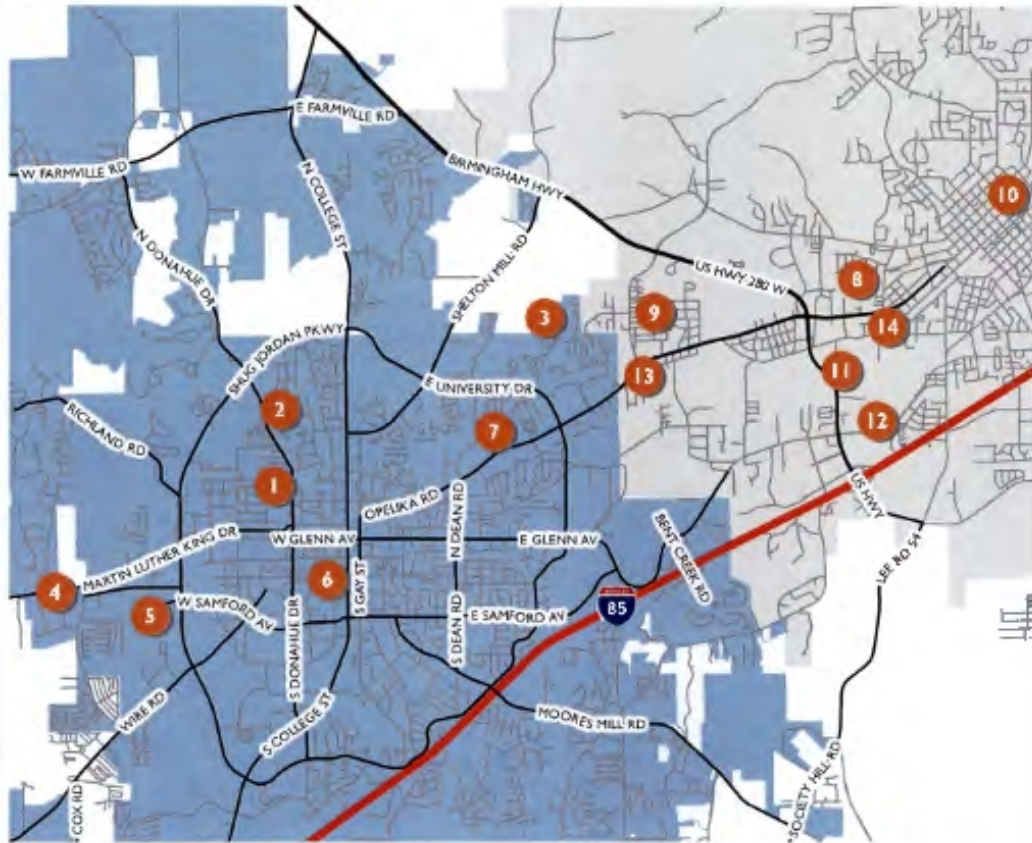 E FARMVILLE RD
W FARMVILLE RD
BIRMINGHAM HWY
N COLLEGE ST
10
N DONAHUE DR
US HWY 280 W
8
SHELTON MILL RD
9
3
14
SHUG JORDAN PKWY
11
13
E UNIVERSITY DR
2
12
RICHLAND RD
7
1
OPELIKA RD
N DEAN RD
US HWY
MARTIN LUTHER KING DR
W GLENN AV
E GLENN AV
BENT CREEK RD
LEE RD 54
4
6
S GAY ST
5
W SAMFORD AV
E SAMFORD AV
85
S DONAHUE DR
S DEAN RD
WIRE RD
S COLLEGE ST
MOORES MILL RD
COX RD
SOCIETY HILL RD